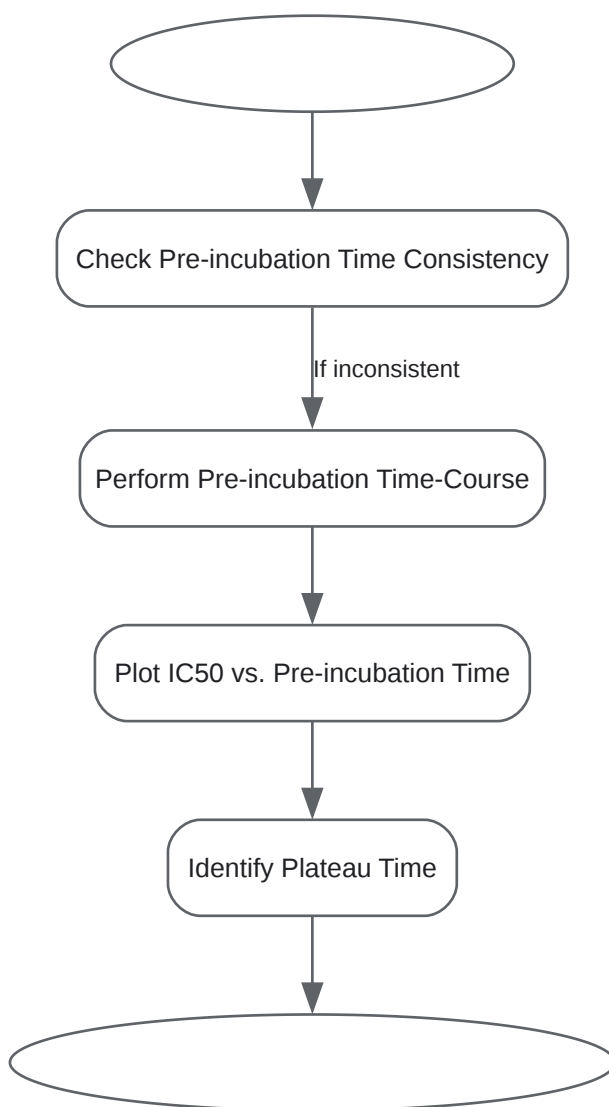 Check Pre-incubation Time Consistency
If inconsistent
Perform Pre-incubation Time-Course
Plot IC50 vs. Pre-incubation Time
Identify Plateau Time